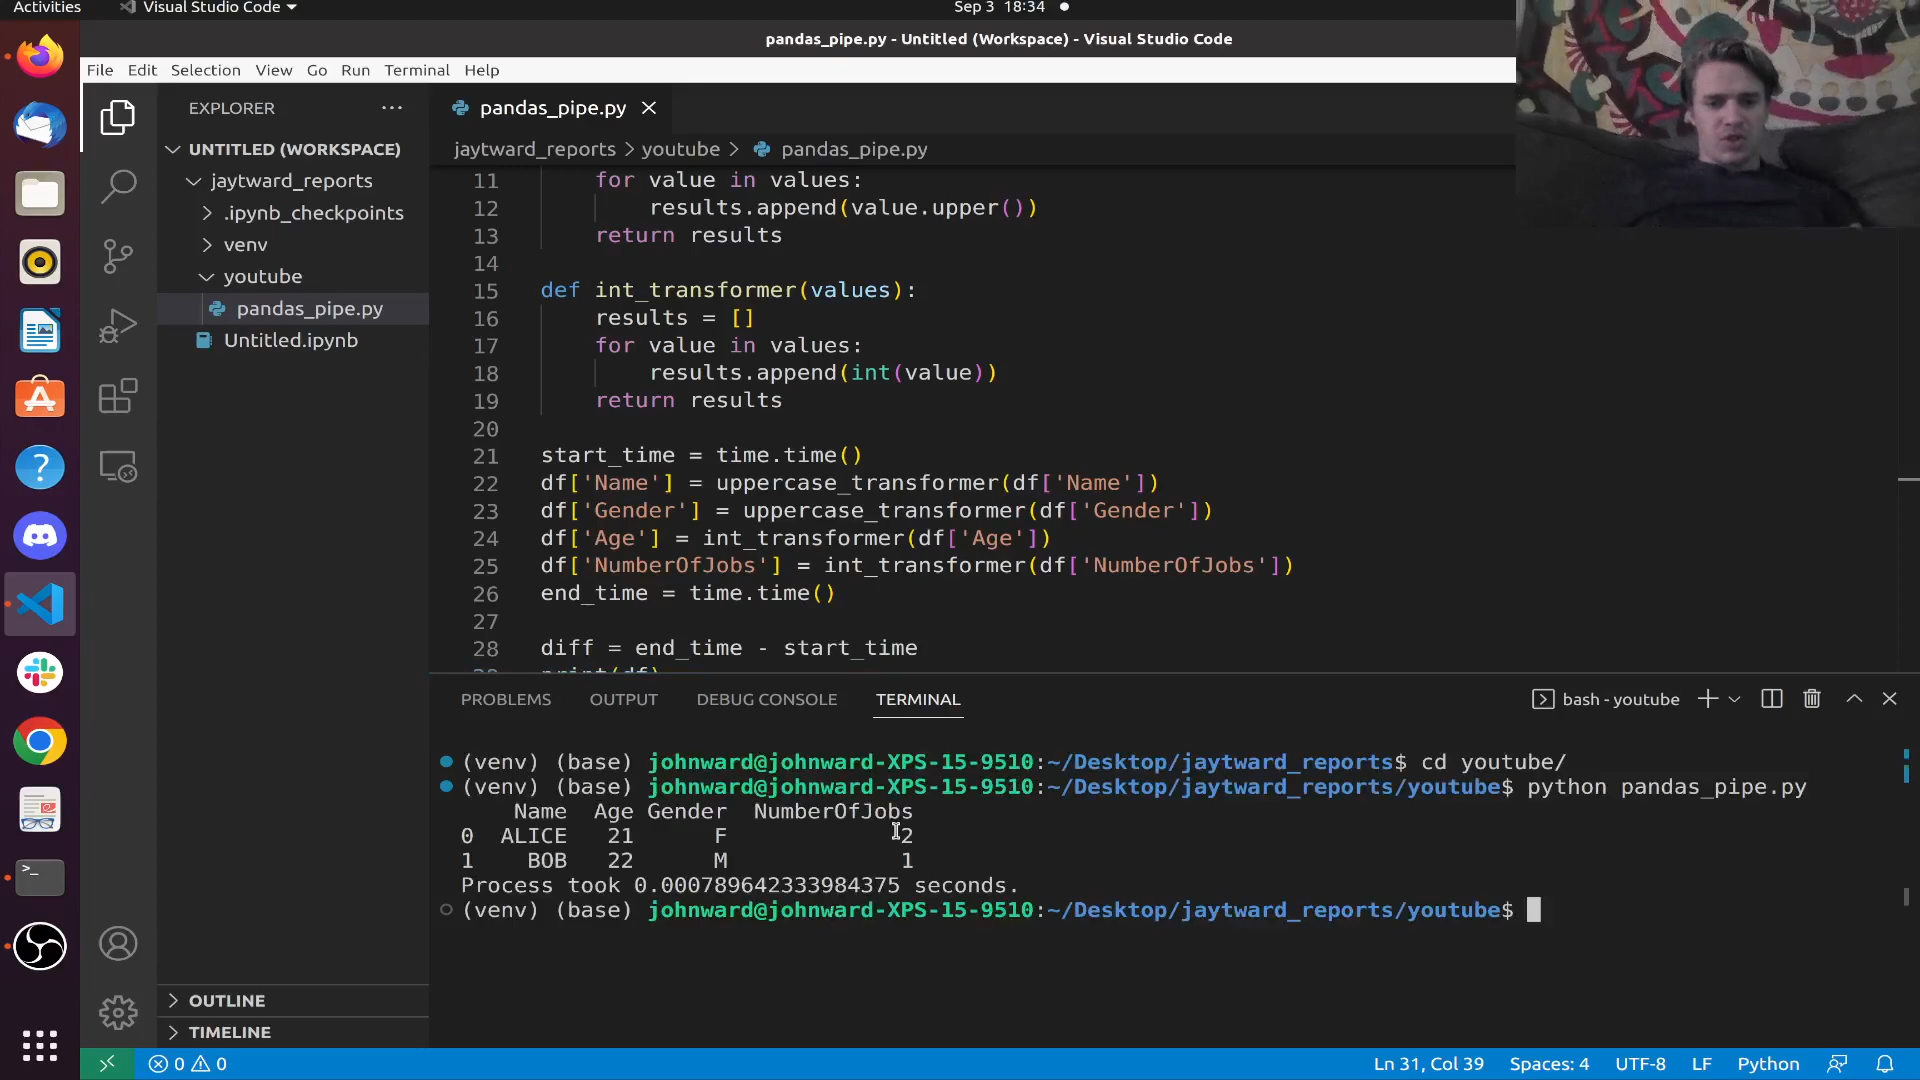 Activities Visual Studio Code Sep 3 18:34
pandas_pipe.py - Untitled (Workspace) - Visual Studio Code
File Edit Selection View Go Run Terminal Help
EXPLORER
UNTITLED (WORKSPACE)
jaytward_reports
.ipynb_checkpoints
venv
youtube
pandas_pipe.py
Untitled.ipynb
OUTLINE
TIMELINE
pandas_pipe.py
jaytward_reports > youtube > pandas_pipe.py
11 for value in values:
12 results.append(value.upper())
13 return results
14
15 def int_transformer(values):
16 results = []
17 for value in values:
18 results.append(int(value))
19 return results
20
21 start_time = time.time()
22 df['Name'] = uppercase_transformer(df['Name'])
23 df['Gender'] = uppercase_transformer(df['Gender'])
24 df['Age'] = int_transformer(df['Age'])
25 df['NumberOfJobs'] = int_transformer(df['NumberOfJobs'])
26 end_time = time.time()
27
28 diff = end_time - start_time
29 print(df)
PROBLEMS OUTPUT DEBUG CONSOLE TERMINAL bash - youtube
(venv) (base) johnward@johnward-XPS-15-9510:~/Desktop/jaytward_reports$ cd youtube/
(venv) (base) johnward@johnward-XPS-15-9510:~/Desktop/jaytward_reports/youtube$ python pandas_pipe.py
Name Age Gender NumberOfJobs
0 ALICE 21 F 2
1 BOB 22 M 1
Process took 0.000789642333984375 seconds.
(venv) (base) johnward@johnward-XPS-15-9510:~/Desktop/jaytward_reports/youtube$
0 0 Ln 31, Col 39 Spaces: 4 UTF-8 LF Python